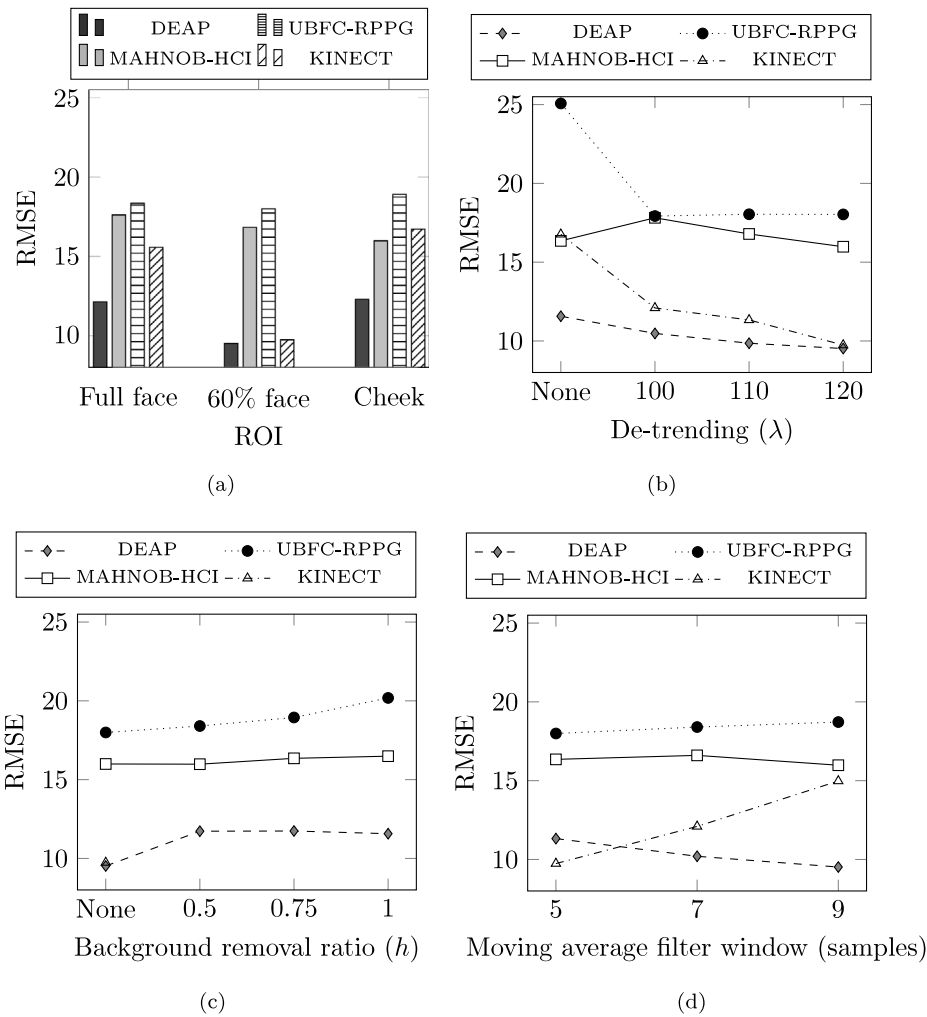 DEAP UBFC-RPPG
MAHNOB-HCI KINECT
25
20
15
10
RMSE
Full face 60% face Cheek
ROI
(a)
DEAP UBFC-RPPG
MAHNOB-HCI KINECT
25
20
15
10
RMSE
None 100 110 120
De-trending (λ)
(b)
DEAP UBFC-RPPG
MAHNOB-HCI KINECT
25
20
15
10
RMSE
None 0.5 0.75 1
Background removal ratio (h)
(c)
DEAP UBFC-RPPG
MAHNOB-HCI KINECT
25
20
15
10
RMSE
5 7 9
Moving average filter window (samples)
(d)